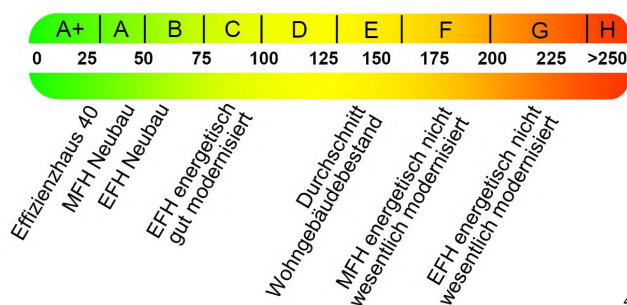 A+ A B C D E F G H
0 25 50 75 100 125 150 175 200 225 >250
Effizienzhaus 40
MFH Neubau
EFH Neubau
EFH energetisch
gut modernisiert
Durchschnitt
Wohngebäudebestand
MFH energetisch nicht
wesentlich modernisiert
EFH energetisch nicht
wesentlich modernisiert